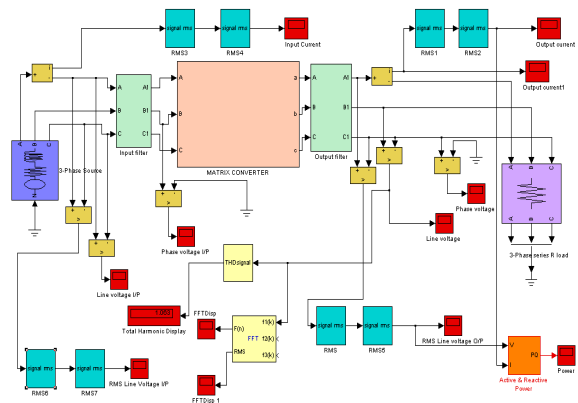 signal rms
signal rms
RMS3
RMS4
Input Current
signal rms
signal rms
RMS1
RMS2
Output current
Output current1
+
-
i
A
A1
B
B1
C
C1
Input filter
A
a
B
b
C
c
MATRIX CONVERTER
A
A1
B
B1
C
C1
Output filter
+
-
i
A
B
C
3-Phase Source
N
+ -
v
+ -
v
+ -
v
+ -
v
+ -
v
+ -
v
Phase voltage
Line voltage
Phase voltage I/P
A
B
C
A
B
C
3-Phase series R load
Line voltage I/P
THD signal
1.003
Total Harmonic Display
FFTDisp
F(n)
FFT
RMS
f1(k)
f2(k)
f3(k)
FFTDisp 1
signal rms
signal rms
RMS
RMS5
RMS Line voltage O/P
V
I
PQ
Active & Reactive
Power
Power
signal rms
signal rms
RMS6
RMS7
RMS Line Voltage I/P